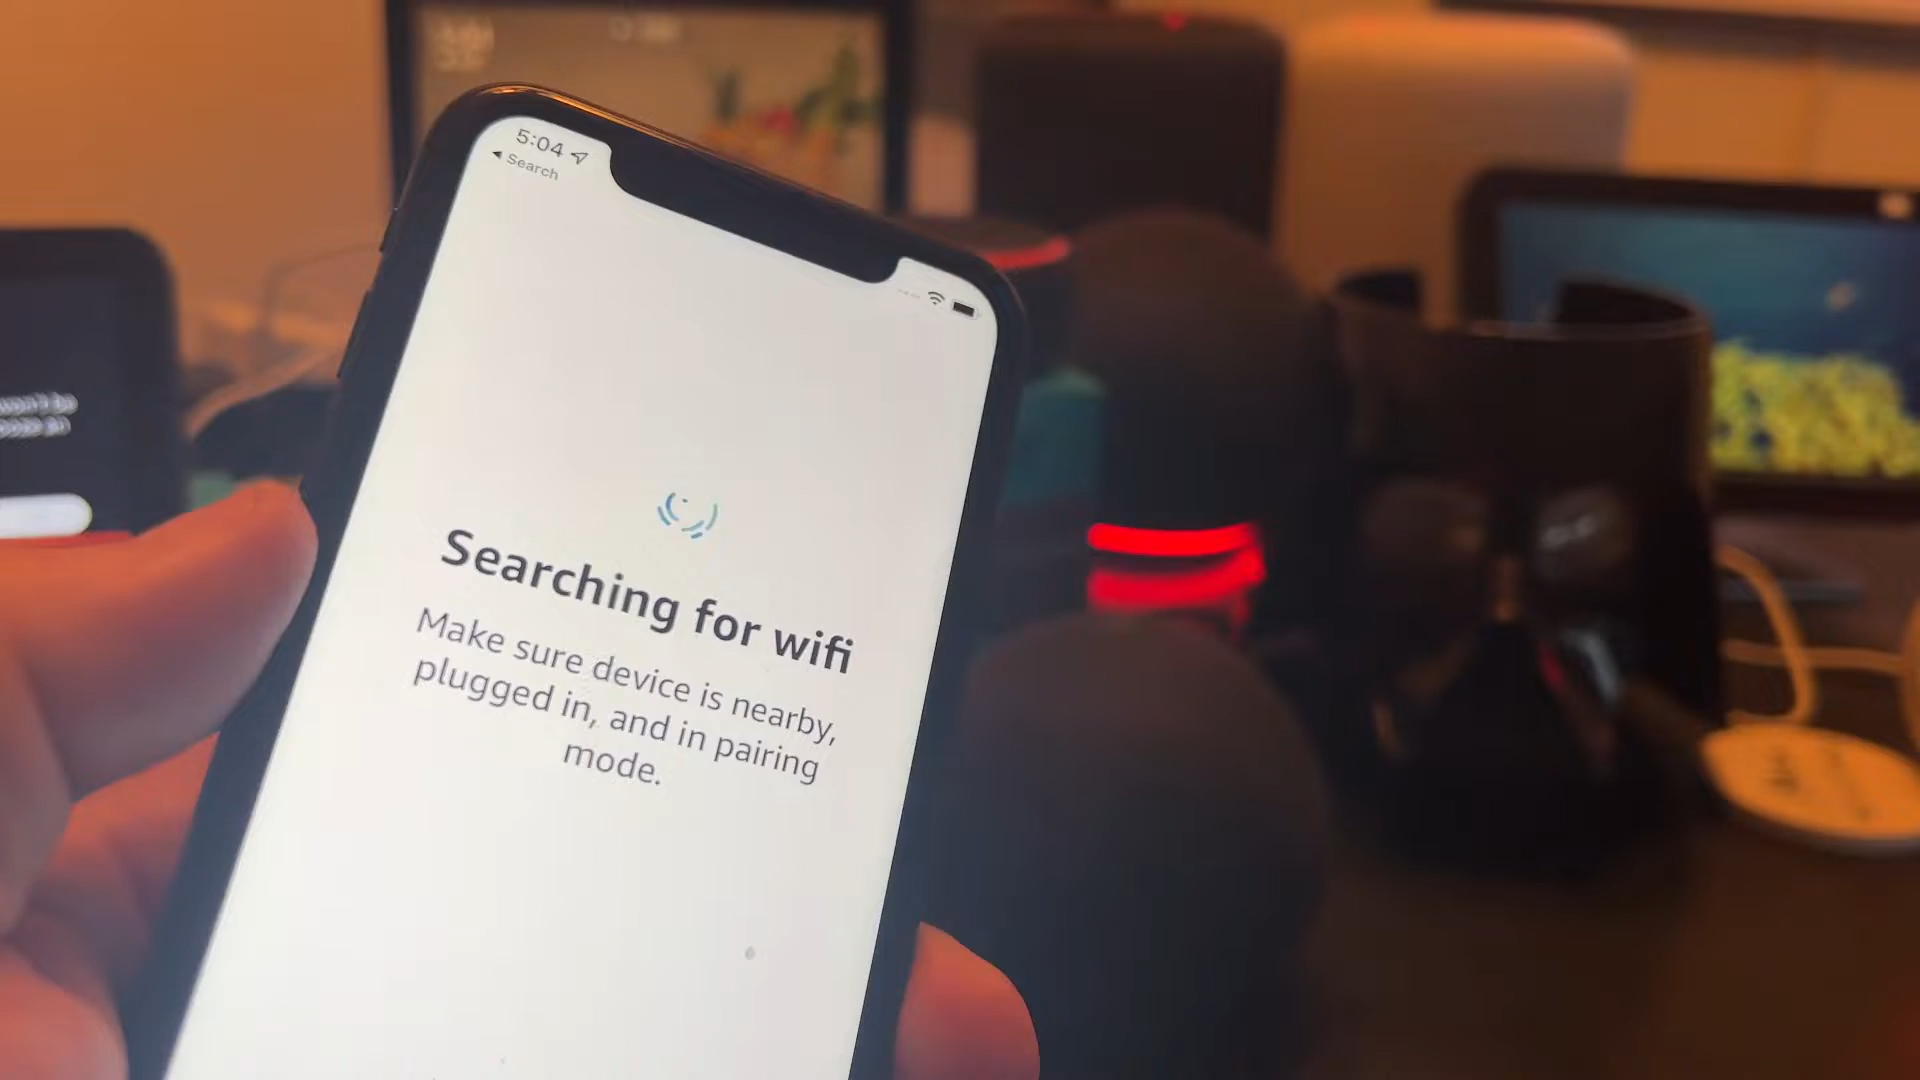 5:04
Search
Searching for wifi
Make sure device is nearby,
plugged in, and in pairing
mode.